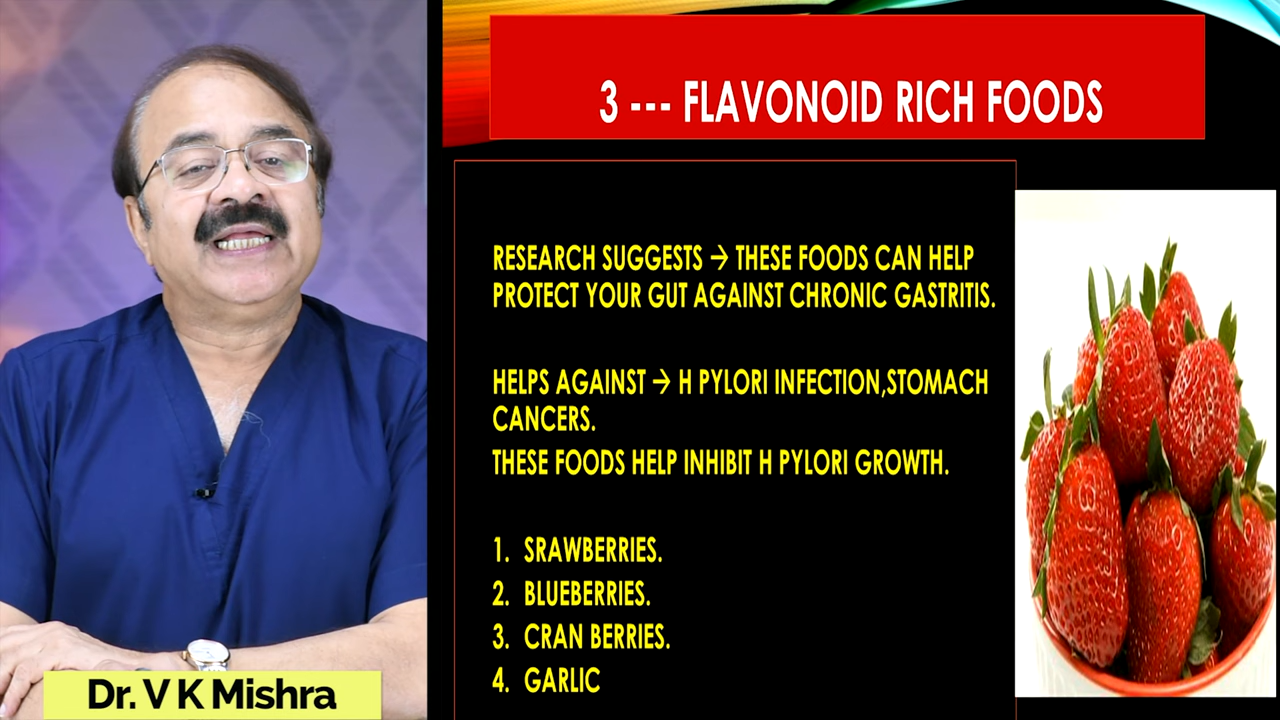 3 --- FLAVONOID RICH FOODS
RESEARCH SUGGESTS → THESE FOODS CAN HELP
PROTECT YOUR GUT AGAINST CHRONIC GASTRITIS.
HELPS AGAINST → H PYLORI INFECTION,STOMACH
CANCERS.
THESE FOODS HELP INHIBIT H PYLORI GROWTH.
1. SRAWBERRIES.
2. BLUEBERRIES.
3. CRAN BERRIES.
4. GARLIC
Dr. V K Mishra